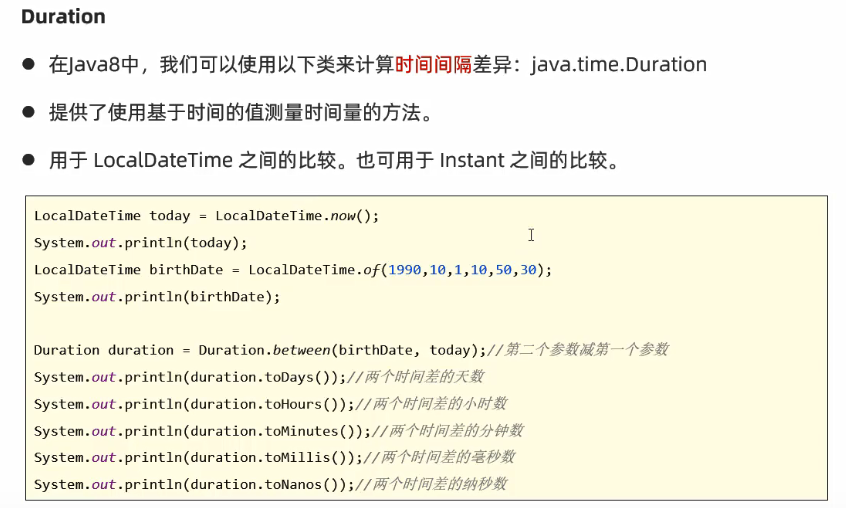 Duration
● 在Java8中，我们可以使用以下类来计算时间间隔差异：java.time.Duration
● 提供了使用基于时间的值测量时间量的方法。
● 用于 LocalDateTime 之间的比较。也可用于 Instant 之间的比较。
LocalDateTime today = LocalDateTime.now();
System.out.println(today);
LocalDateTime birthDate = LocalDateTime.of(1990,10,1,10,50,30);
System.out.println(birthDate);
Duration duration = Duration.between(birthDate, today);//第二个参数减第一个参数
System.out.println(duration.toDays());//两个时间差的天数
System.out.println(duration.toHours());//两个时间差的小时数
System.out.println(duration.toMinutes());//两个时间差的分钟数
System.out.println(duration.toMillis());//两个时间差的毫秒数
System.out.println(duration.toNanos());//两个时间差的纳秒数